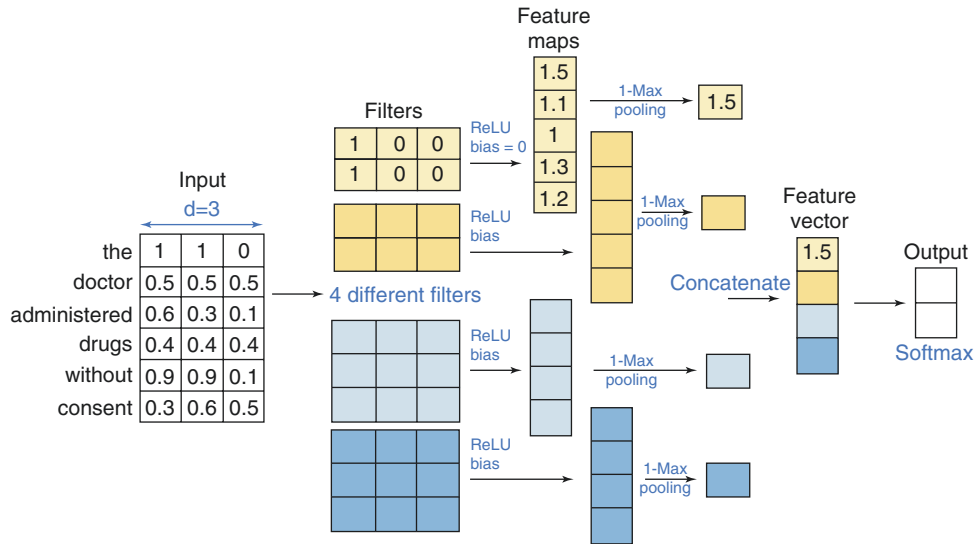 Feature
maps
1.5
1.1
1
1.3
1.2
1-Max
pooling
1.5
Filters
1 0 0
1 0 0
ReLU
bias = 0
ReLU
bias
1-Max
pooling
Input
d=3
the 1 1 0
doctor 0.5 0.5 0.5
administered 0.6 0.3 0.1
drugs 0.4 0.4 0.4
without 0.9 0.9 0.1
consent 0.3 0.6 0.5
4 different filters
ReLU
bias
1-Max
pooling
ReLU
bias
1-Max
pooling
Concatenate
Feature
vector
1.5
Output
Softmax